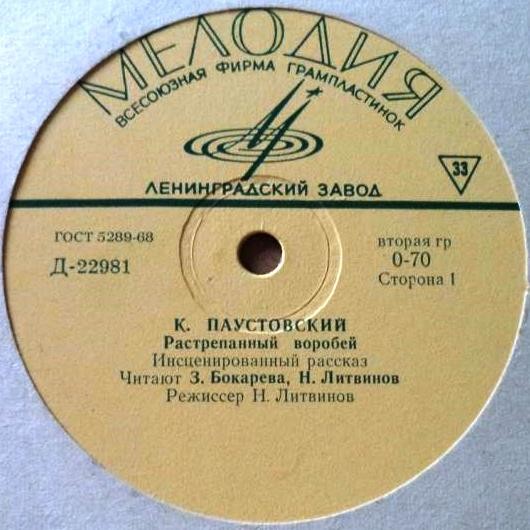 МЕЛОДИЯ
ВСЕСОЮЗНАЯ ФИРМА ГРАМПЛАСТИНОК
33
ЛЕНИНГРАДСКИЙ ЗАВОД
ГОСТ 5289-68
Д-22981
вторая гр
0-70
Сторона 1
К. ПАУСТОВСКИЙ
Растрепанный воробей
Инсценированный рассказ
Читают З. Бокарева, Н. Литвинов
Режиссер Н. Литвинов